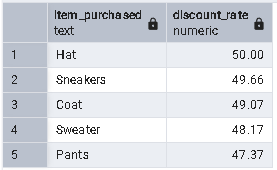 item_purchased discount_rate
text numeric
1 Hat 50.00
2 Sneakers 49.66
3 Coat 49.07
4 Sweater 48.17
5 Pants 47.37